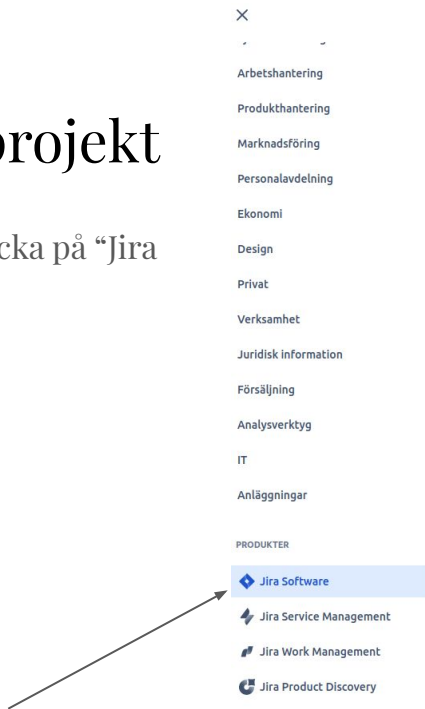 projekt
cka på “Jira
Arbetshantering
Produkthantering
Marknadsföring
Personalavdelning
Ekonomi
Design
Privat
Verksamhet
Juridisk information
Försäljning
Analysverktyg
IT
Anläggningar
PRODUKTER
Jira Software
Jira Service Management
Jira Work Management
Jira Product Discovery